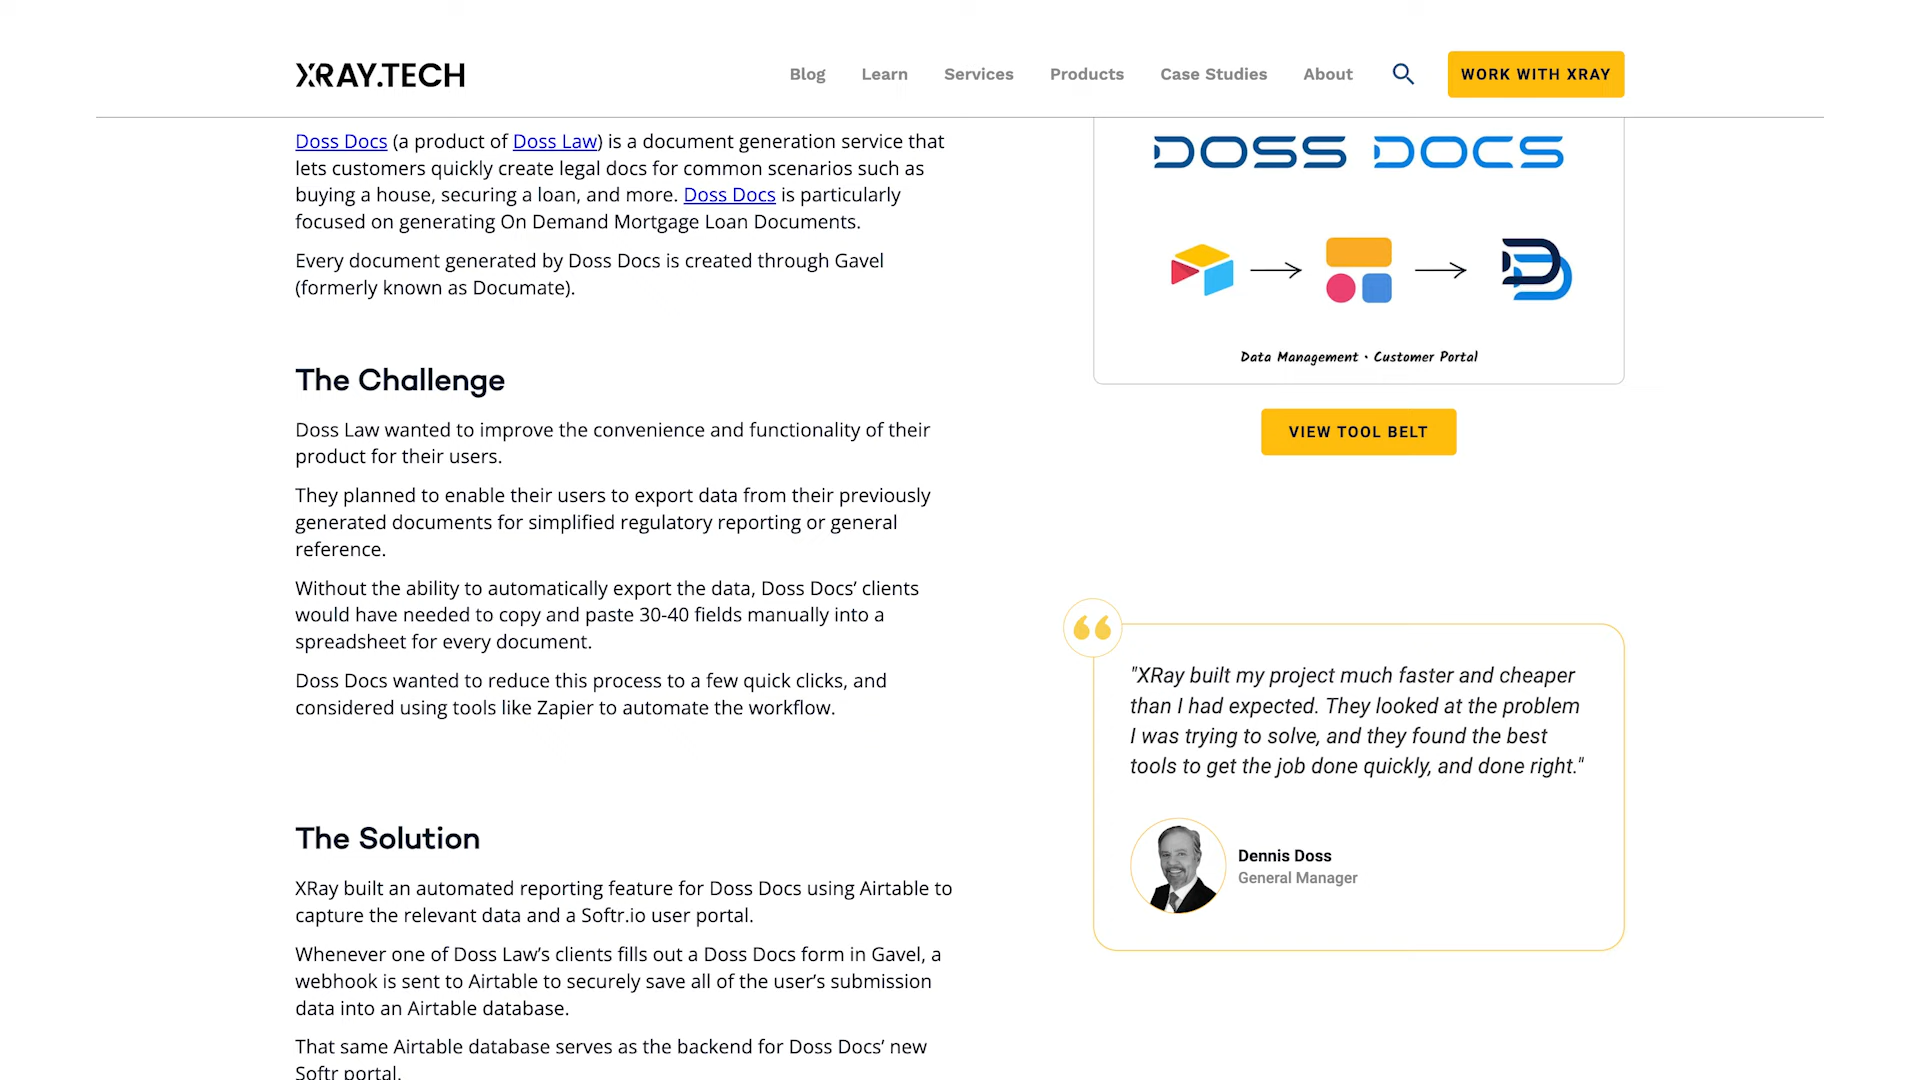 XRAY.TECH
Blog
Learn
Services
Products
Case Studies
About
WORK WITH XRAY
Doss Docs (a product of Doss Law) is a document generation service that
lets customers quickly create legal docs for common scenarios such as
buying a house, securing a loan, and more. Doss Docs is particularly
focused on generating On Demand Mortgage Loan Documents.
Every document generated by Doss Docs is created through Gavel
(formerly known as Documate).
The Challenge
Doss Law wanted to improve the convenience and functionality of their
product for their users.
They planned to enable their users to export data from their previously
generated documents for simplified regulatory reporting or general
reference.
Without the ability to automatically export the data, Doss Docs’ clients
would have needed to copy and paste 30-40 fields manually into a
spreadsheet for every document.
Doss Docs wanted to reduce this process to a few quick clicks, and
considered using tools like Zapier to automate the workflow.
The Solution
XRay built an automated reporting feature for Doss Docs using Airtable to
capture the relevant data and a Softr.io user portal.
Whenever one of Doss Law’s clients fills out a Doss Docs form in Gavel, a
webhook is sent to Airtable to securely save all of the user’s submission
data into an Airtable database.
That same Airtable database serves as the backend for Doss Docs’ new
Softr portal.
DOSS DOCS
Data Management • Customer Portal
VIEW TOOL BELT
"XRay built my project much faster and cheaper
than I had expected. They looked at the problem
I was trying to solve, and they found the best
tools to get the job done quickly, and done right."
Dennis Doss
General Manager